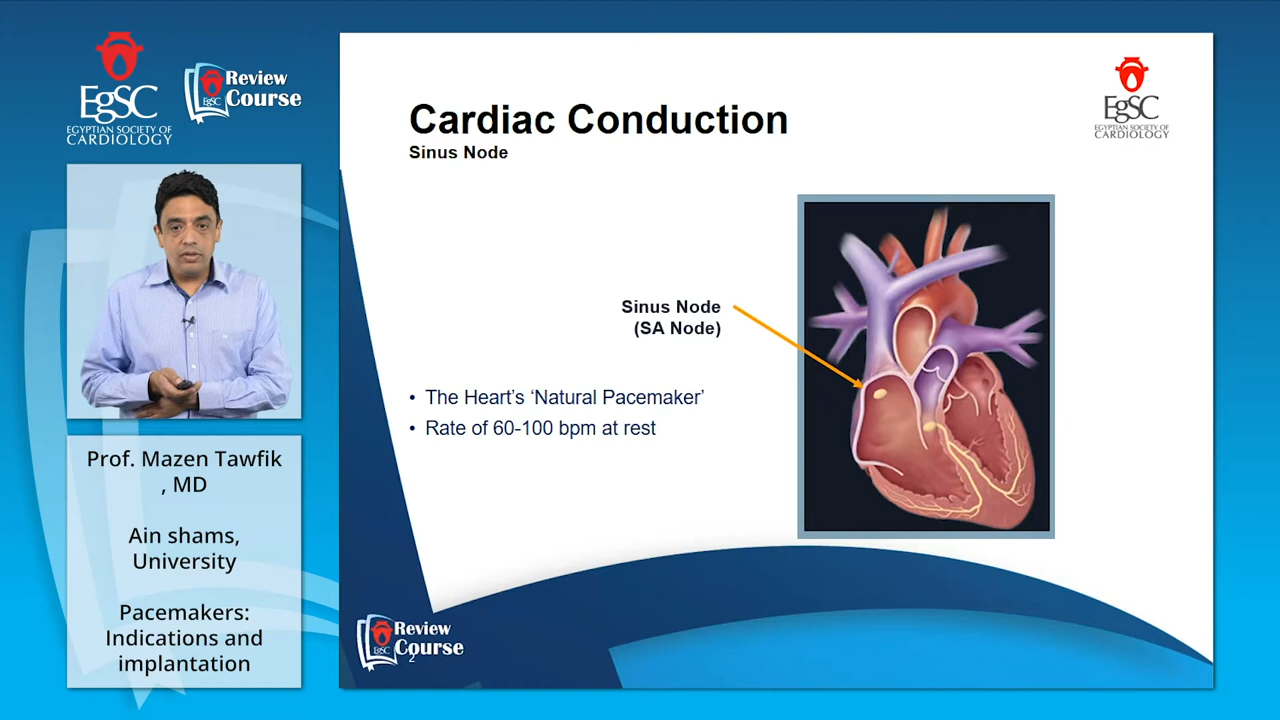 EgSC
EGYPTIAN SOCIETY OF
CARDIOLOGY
EgSC
Review
Course
Prof. Mazen Tawfik
, MD
Ain shams,
University
Pacemakers:
Indications and
implantation
Cardiac Conduction
Sinus Node
EgSC
EGYPTIAN SOCIETY OF
CARDIOLOGY
Sinus Node
(SA Node)
• The Heart’s ‘Natural Pacemaker’
• Rate of 60-100 bpm at rest
EgSC
Review
Course
2